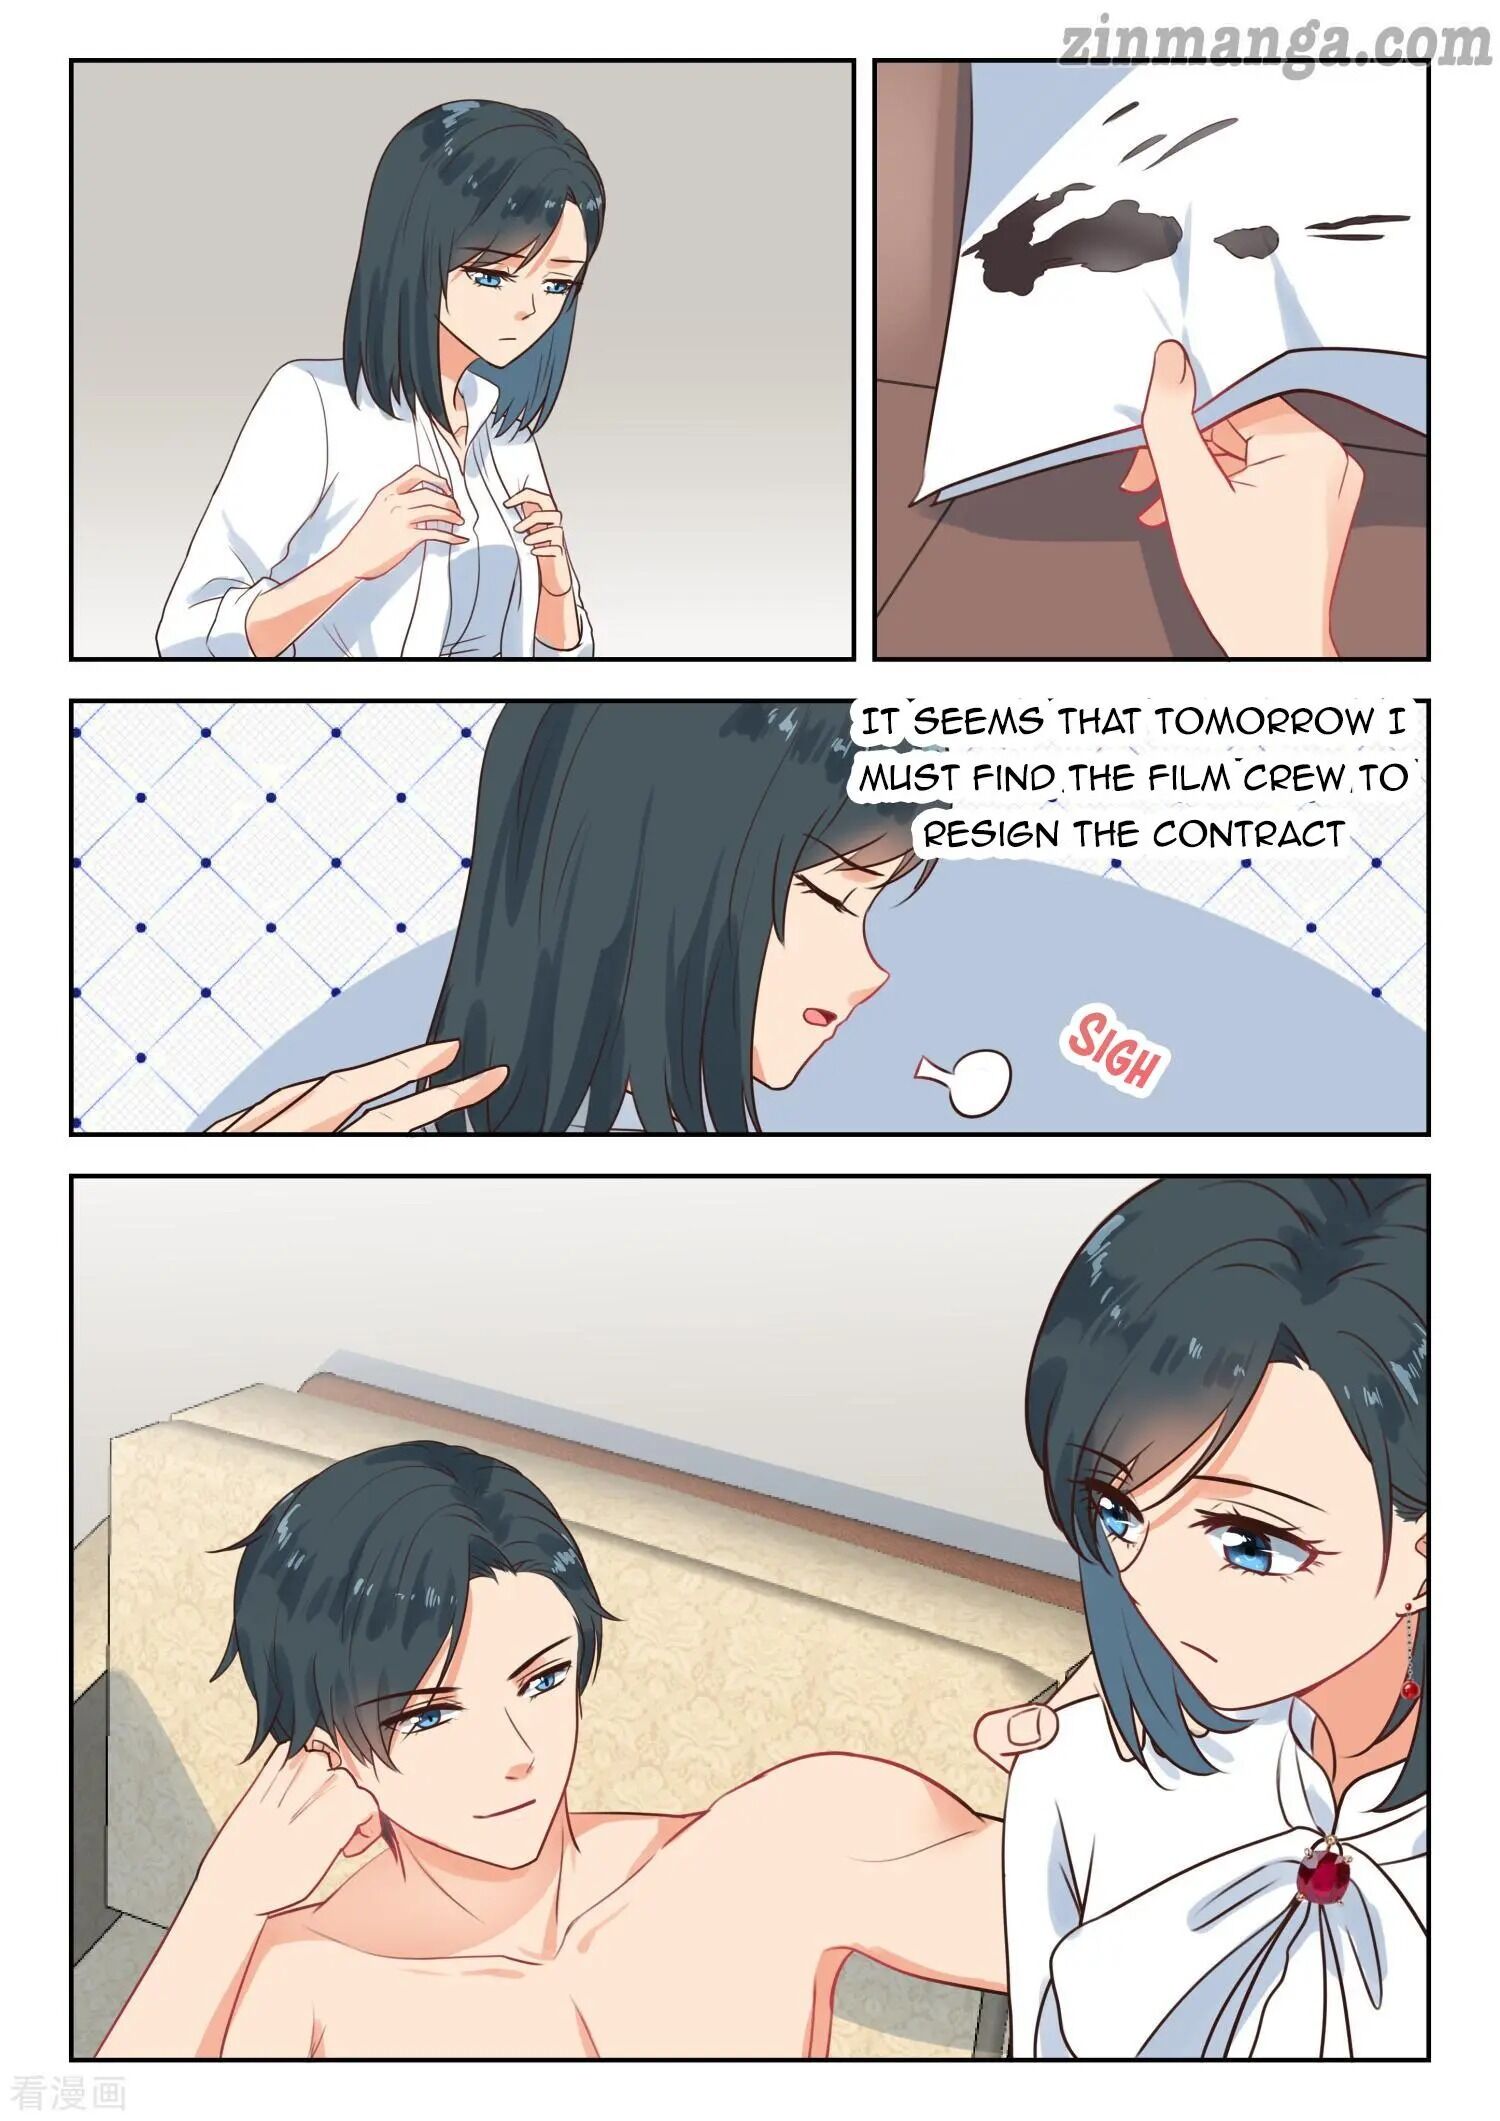 zinmanga.com
IT SEEMS THAT TOMORROW I
MUST FIND THE FILM CREW TO
RESIGN THE CONTRACT
SIGH
看漫画